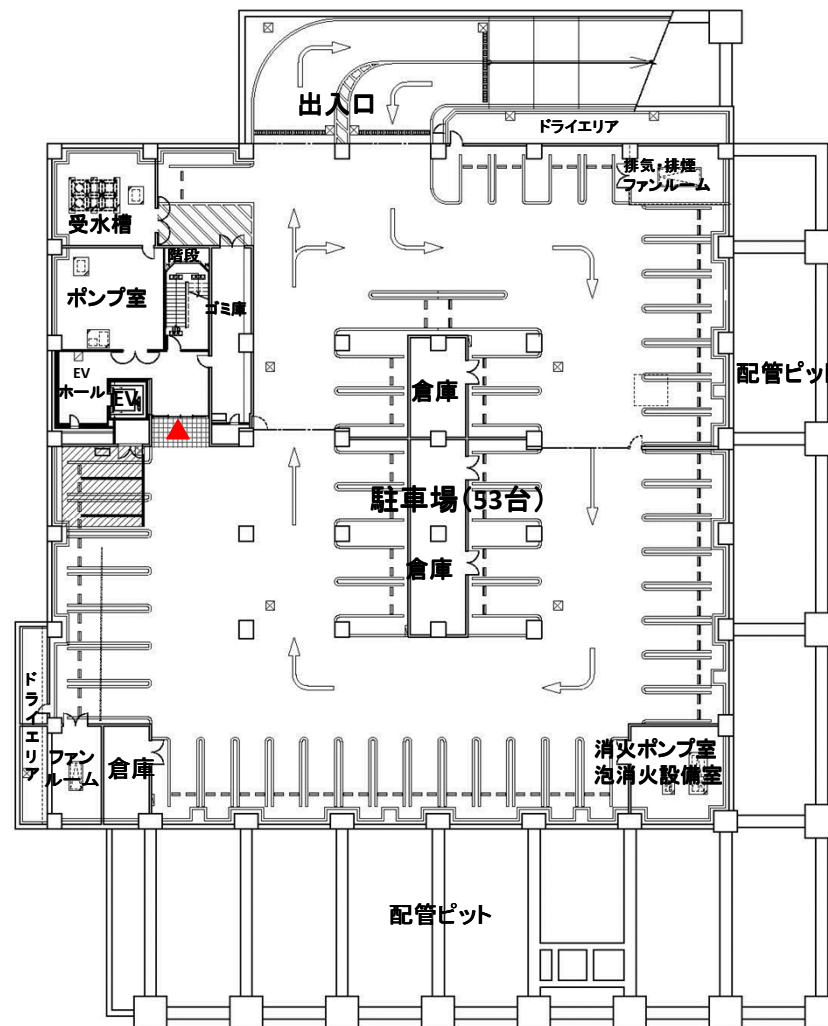 出入口
ドライエリア
排気・排煙
ファンルーム
受水槽
階段
ポンプ室
ゴミ庫
EV
ホール
EV
倉庫
配管ピット
駐車場(53台)
倉庫
ドライエリア
ファン
ルーム
倉庫
消火ポンプ室
泡消火設備室
配管ピット